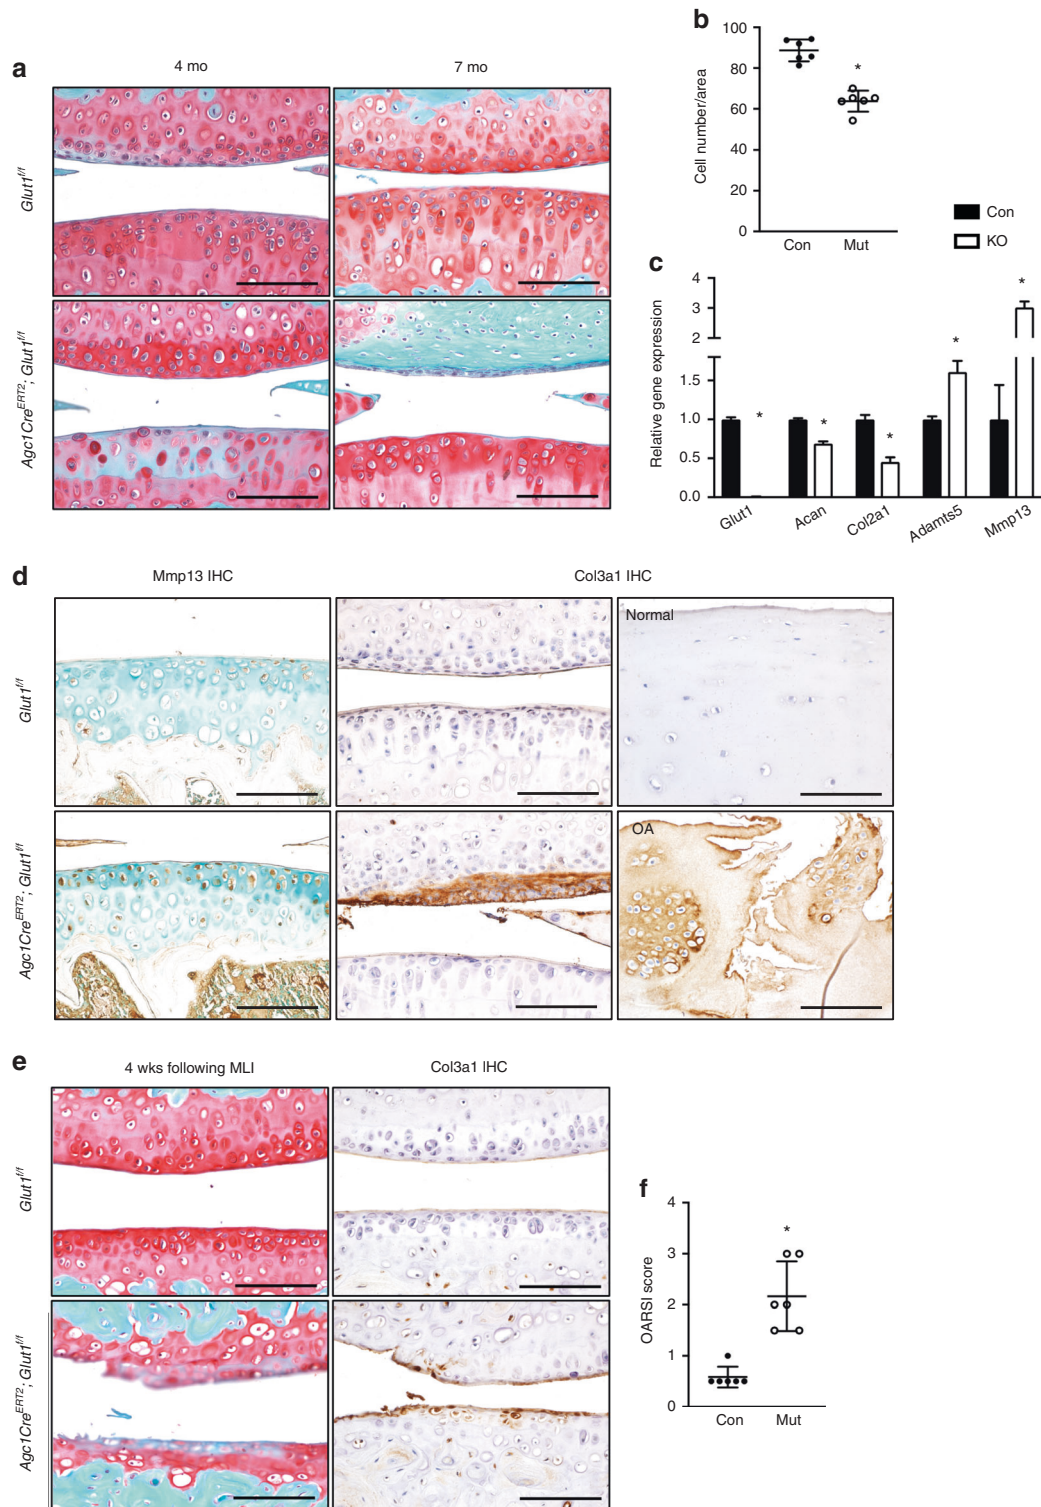 a
4 mo
7 mo
Glut1f/f
Agc1CreERT2; Glut1f/f
b
100
80
60
40
20
0
Cell number/area
*
Con
Mut
Con
KO
c
4
3
2
1.5
1.0
0.5
0.0
Relative gene expression
*
*
*
*
*
Glut1
Acan
Col2a1
Adamts5
Mmp13
d
Mmp13 IHC
Col3a1 IHC
Glut1f/f
Normal
Agc1CreERT2; Glut1f/f
OA
e
4 wks following MLI
Col3a1 IHC
Glut1f/f
Agc1CreERT2; Glut1f/f
f
4
3
2
1
0
OARSI score
*
Con
Mut